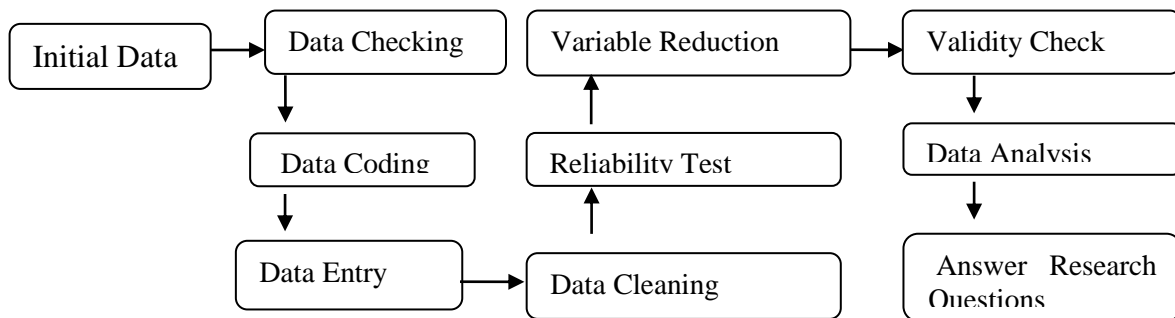 Initial Data
Data Checking
Data Coding
Data Entry
Data Cleaning
Reliability Test
Variable Reduction
Validity Check
Data Analysis
Answer Research
Questions